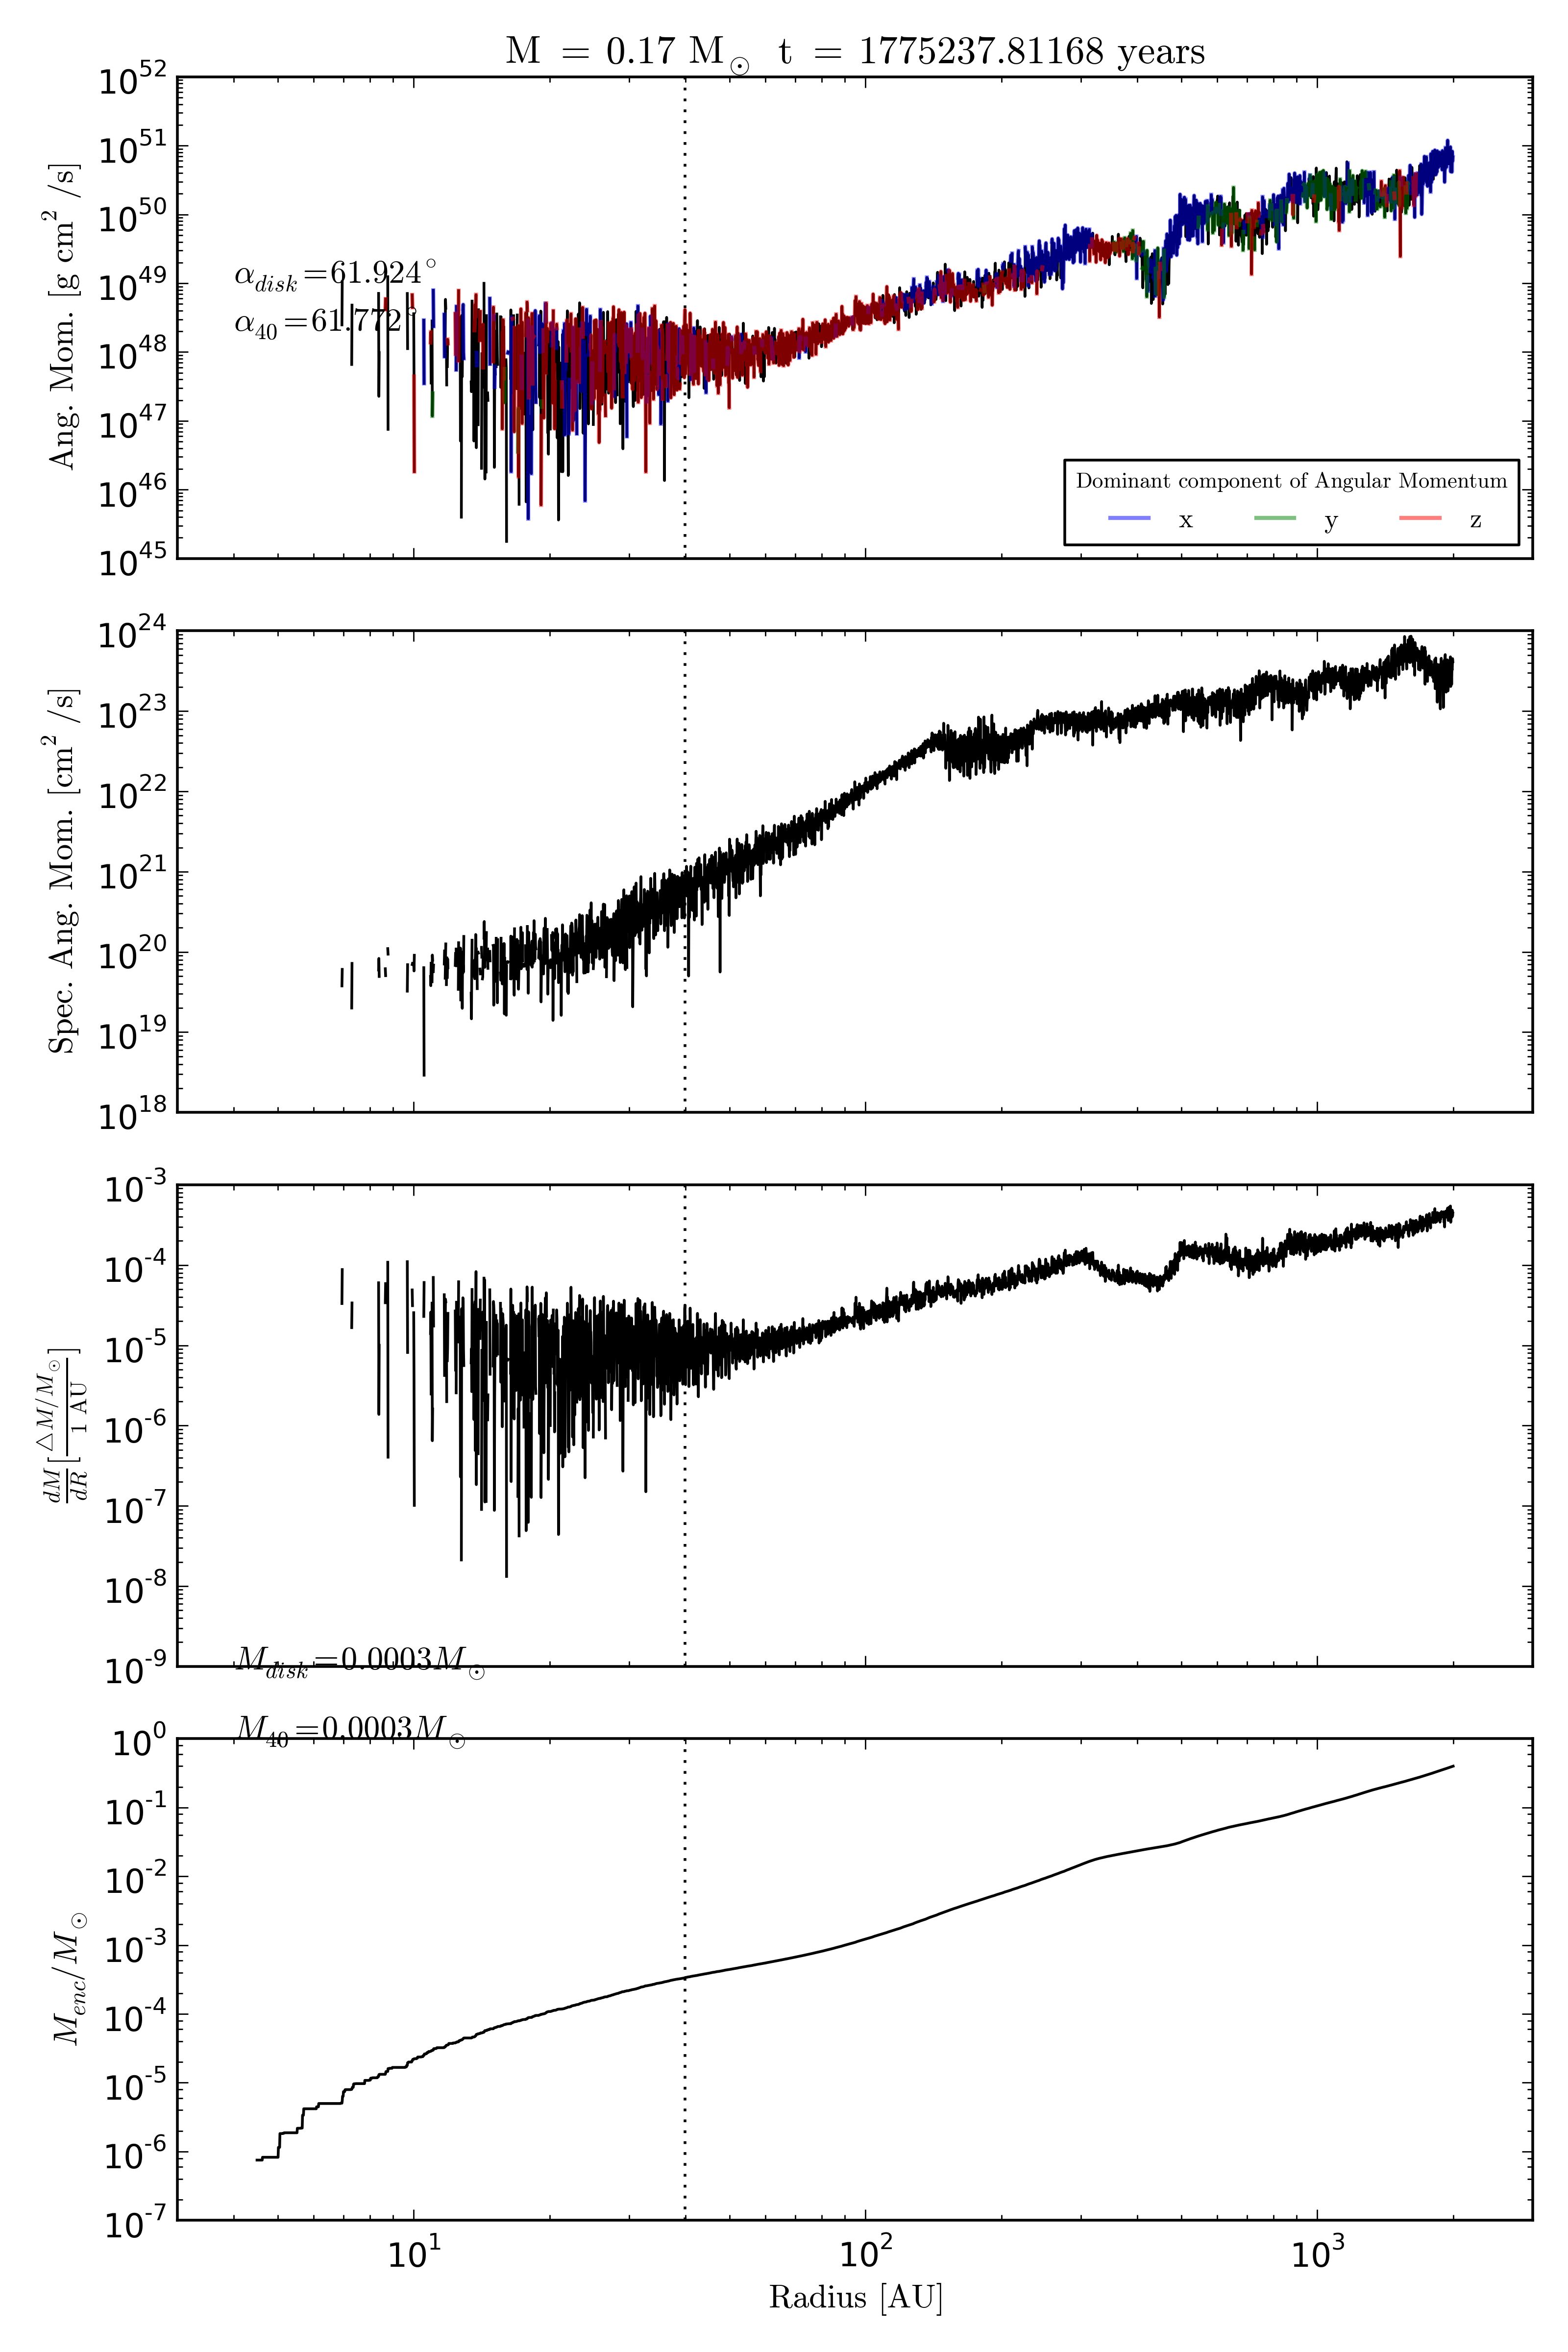 M = 0.17 M⊙ t = 1775237.81168 years
10^52
10^51
10^50
10^49
10^48
10^47
10^46
10^45
Ang. Mom. [g cm^2 /s]
α_disk=61.924°
α_40=61.772°
Dominant component of Angular Momentum
x y z
10^24
10^23
10^22
10^21
10^20
10^19
10^18
Spec. Ang. Mom. [cm^2 /s]
10^-3
10^-4
10^-5
10^-6
10^-7
10^-8
10^-9
dM/dR [△M/M⊙ / 1 AU]
M_disk=0.0003M⊙
M_40=0.0003M⊙
10^0
10^-1
10^-2
10^-3
10^-4
10^-5
10^-6
10^-7
M_enc/M⊙
10^1 10^2 10^3
Radius [AU]